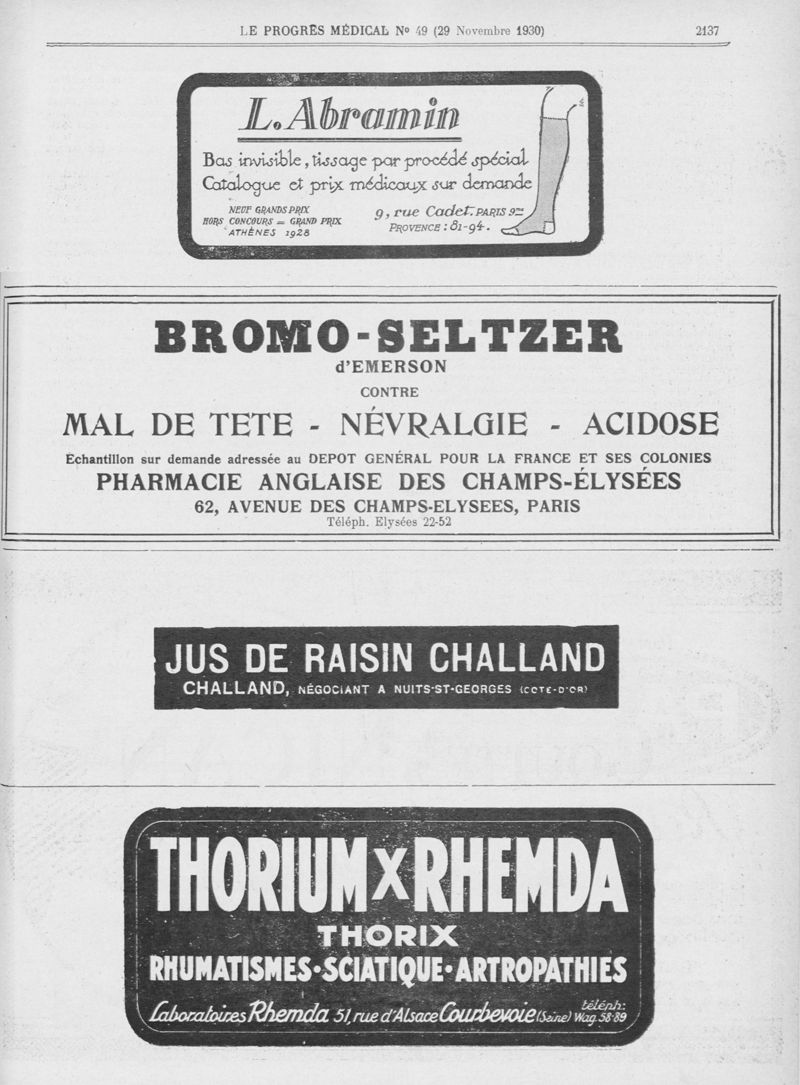 LE PROGRÈS MÉDICAL Nº 49 (29 Novembre 1930) 2137
L. Abramin
Bas invisible, tissage par procédé spécial
Catalogue et prix médicaux sur demande
NEUF GRANDS PRIX
HORS CONCOURS = GRAND PRIX
ATHÈNES 1928
9, rue Cadet. PARIS 9me
PROVENCE : 81-94.
BROMO-SELTZER
d'EMERSON
CONTRE
MAL DE TETE - NÉVRALGIE - ACIDOSE
Echantillon sur demande adressée au DEPOT GENÉRAL POUR LA FRANCE ET SES COLONIES
PHARMACIE ANGLAISE DES CHAMPS-ÉLYSÉES
62, AVENUE DES CHAMPS-ELYSEES, PARIS
Téléph. Elysées 22-52
JUS DE RAISIN CHALLAND
CHALLAND, NÉGOCIANT A NUITS-ST-GEORGES (COTE-D'OR)
THORIUM X RHEMDA
THORIX
RHUMATISMES·SCIATIQUE·ARTROPATHIES
Laboratoires Rhemda 51, rue d'Alsace Courbevoie (Seine) téléph: Wag. 58-89